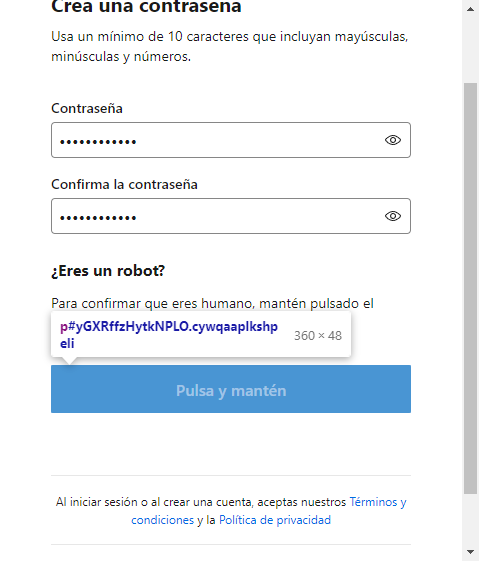 Crea una contraseña
Usa un mínimo de 10 caracteres que incluyan mayúsculas,
minúsculas y números.
Contraseña
Confirma la contraseña
¿Eres un robot?
Para confirmar que eres humano, mantén pulsado el
p#yGXRffzHytkNPLO.cywqaaplkshp
eli
360 × 48
Pulsa y mantén
Al iniciar sesión o al crear una cuenta, aceptas nuestros Términos y
condiciones y la Política de privacidad